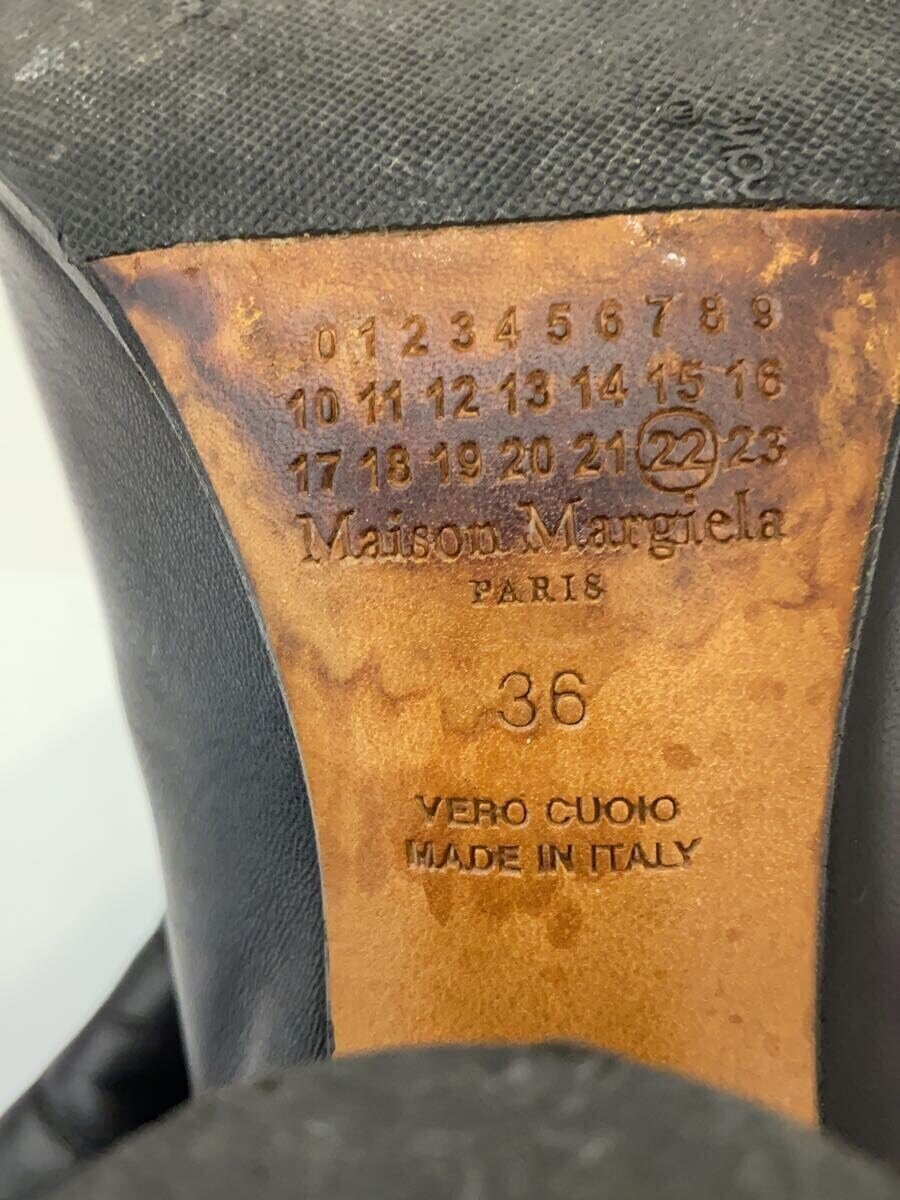 0 1 2 3 4 5 6 7 8 9
10 11 12 13 14 15 16
17 18 19 20 21 22 23
Maison Margiela
PARIS
36
VERO CUOIO
MADE IN ITALY